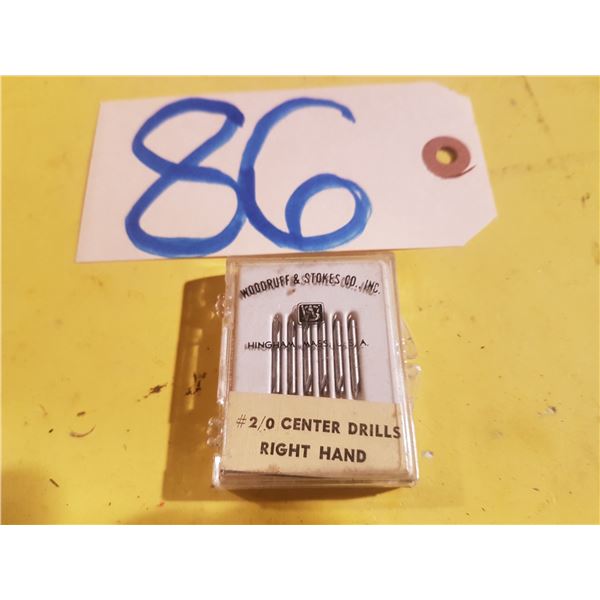 86
WOODRUFF & STOKES CO., INC.
HINGHAM, MASS., U.S.A.
#2/0 CENTER DRILLS
RIGHT HAND